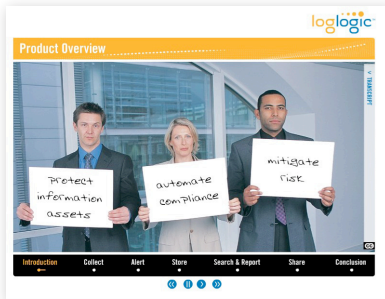 loglogic™
Product Overview
< TRANSCRIPT
protect
information
assets
automate
compliance
mitigate
risk
CC
Introduction
Collect
Alert
Store
Search & Report
Share
Conclusion